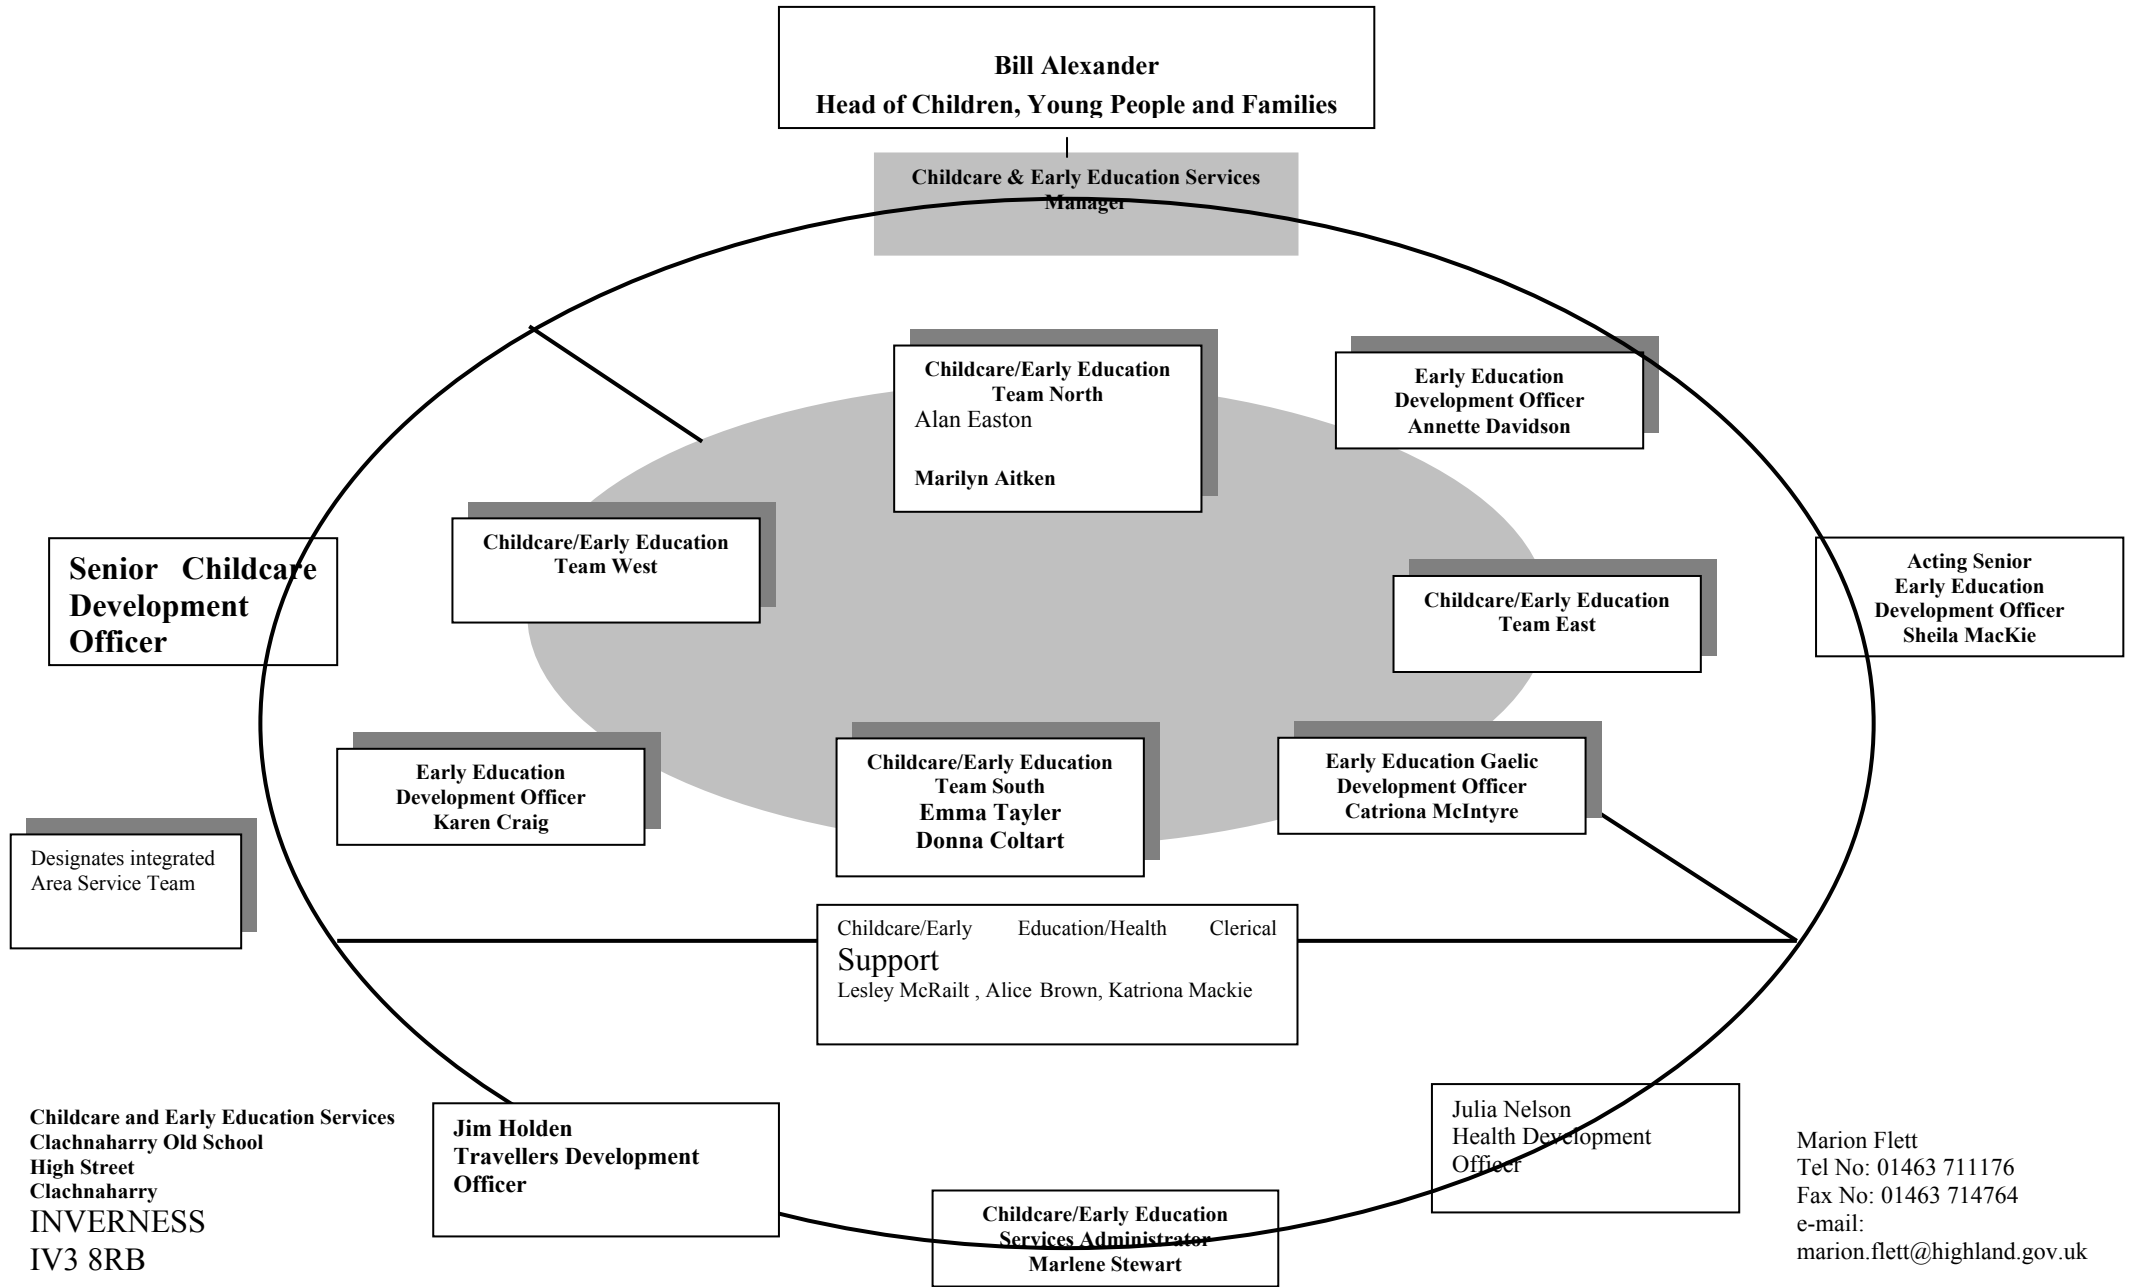 Bill Alexander
Head of Children, Young People and Families
Childcare & Early Education Services
Manager
Childcare/Early Education
Team North
Alan Easton
Marilyn Aitken
Early Education
Development Officer
Annette Davidson
Senior Childcare
Development
Officer
Childcare/Early Education
Team West
Childcare/Early Education
Team East
Acting Senior
Early Education
Development Officer
Sheila MacKie
Early Education
Development Officer
Karen Craig
Childcare/Early Education
Team South
Emma Tayler
Donna Coltart
Early Education Gaelic
Development Officer
Catriona McIntyre
Designates integrated
Area Service Team
Childcare/Early Education/Health Clerical
Support
Lesley McRailt , Alice Brown, Katriona Mackie
Childcare and Early Education Services
Clachnaharry Old School
High Street
Clachnaharry
INVERNESS
IV3 8RB
Jim Holden
Travellers Development
Officer
Childcare/Early Education
Services Administrator
Marlene Stewart
Julia Nelson
Health Development
Officer
Marion Flett
Tel No: 01463 711176
Fax No: 01463 714764
e-mail:
marion.flett@highland.gov.uk